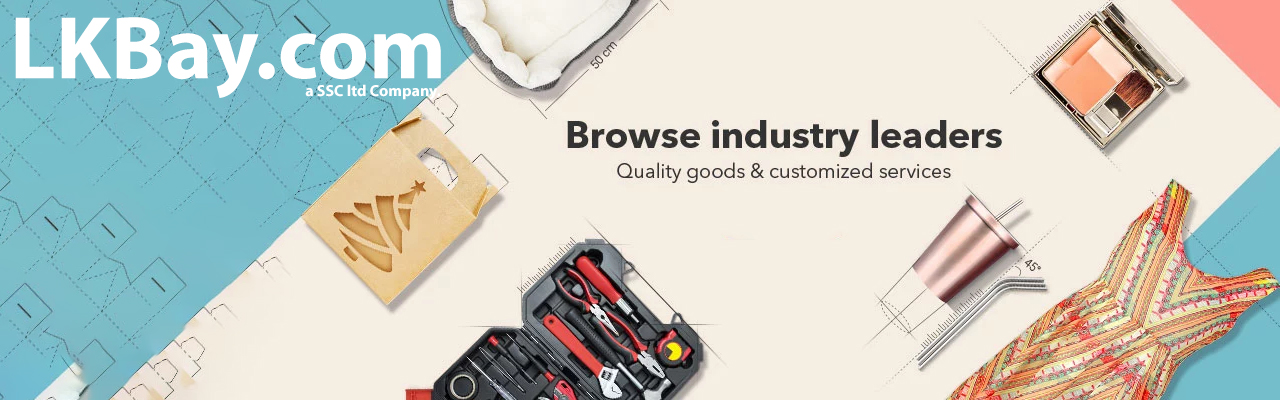 LKBay.com
a SSC ltd Company
50 cm
Browse industry leaders
Quality goods & customized services
45°